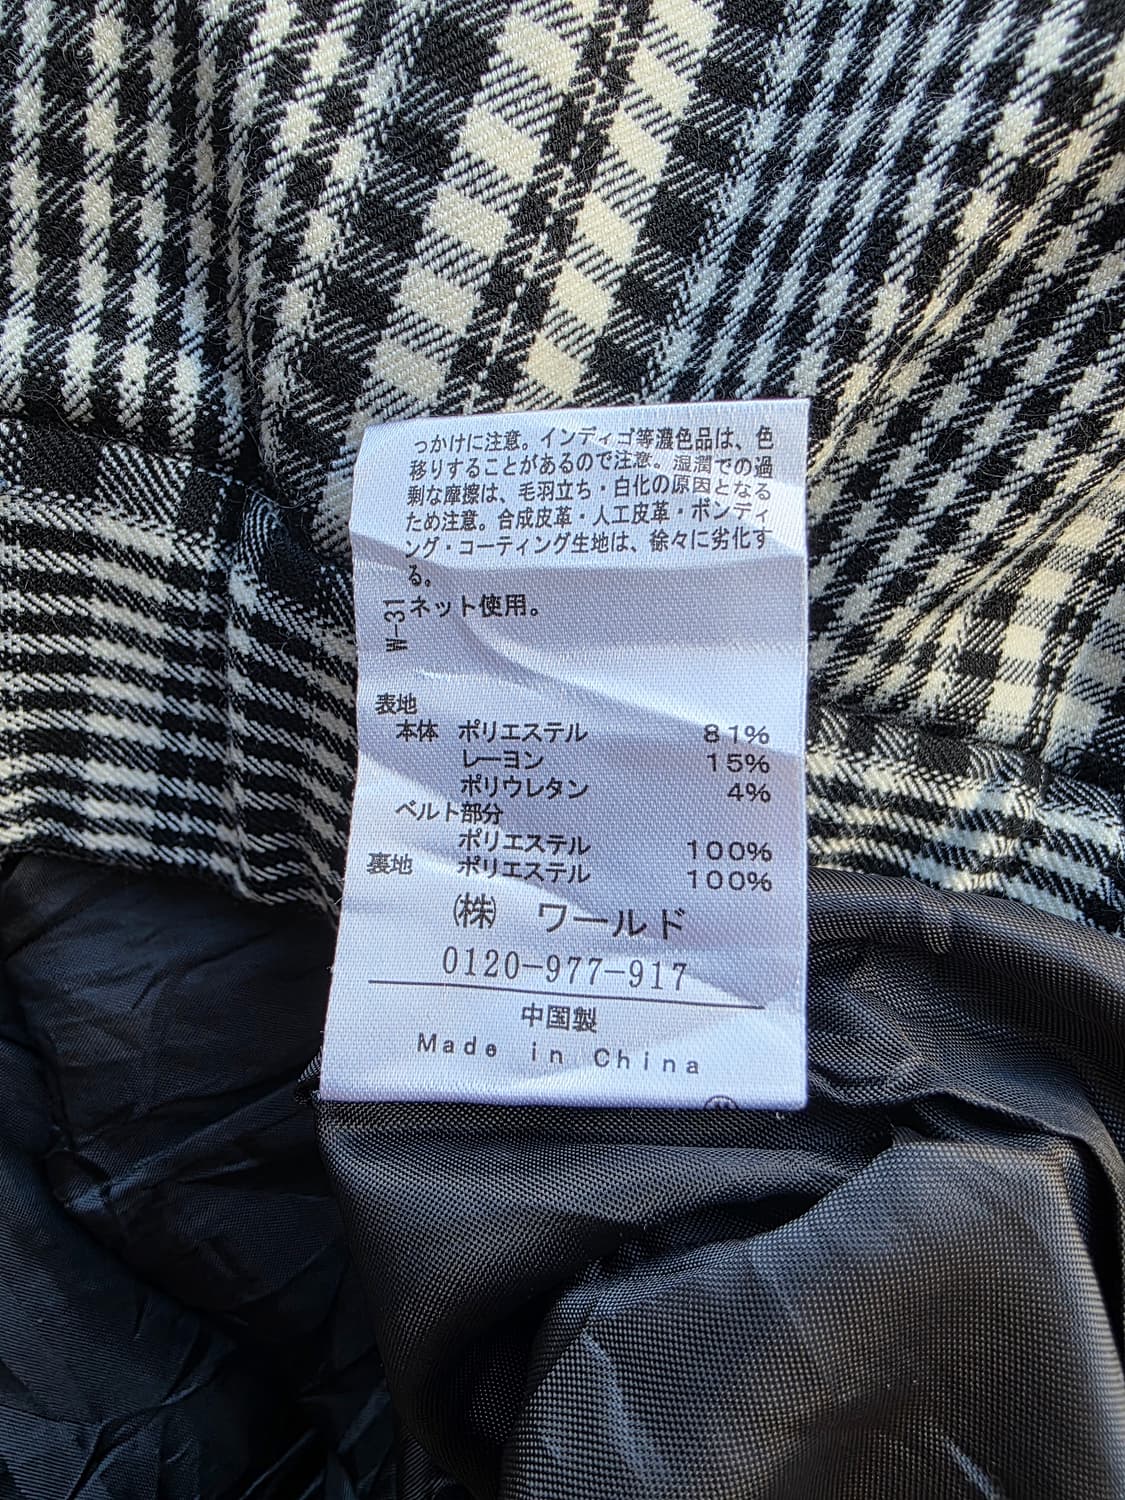 っかけに注意。インディゴ等濃色品は、色
移りすることがあるので注意。湿潤での過
剰な摩擦は、毛羽立ち・白化の原因となる
ため注意。合成皮革・人工皮革・ボンディ
ング・コーティング生地は、徐々に劣化す
る。
ネット使用。
W-31
表地
本体 ポリエステル 81%
レーヨン 15%
ポリウレタン 4%
ベルト部分
ポリエステル 100%
裏地 ポリエステル 100%
㈱ ワールド
0120-977-917
中国製
Made in China